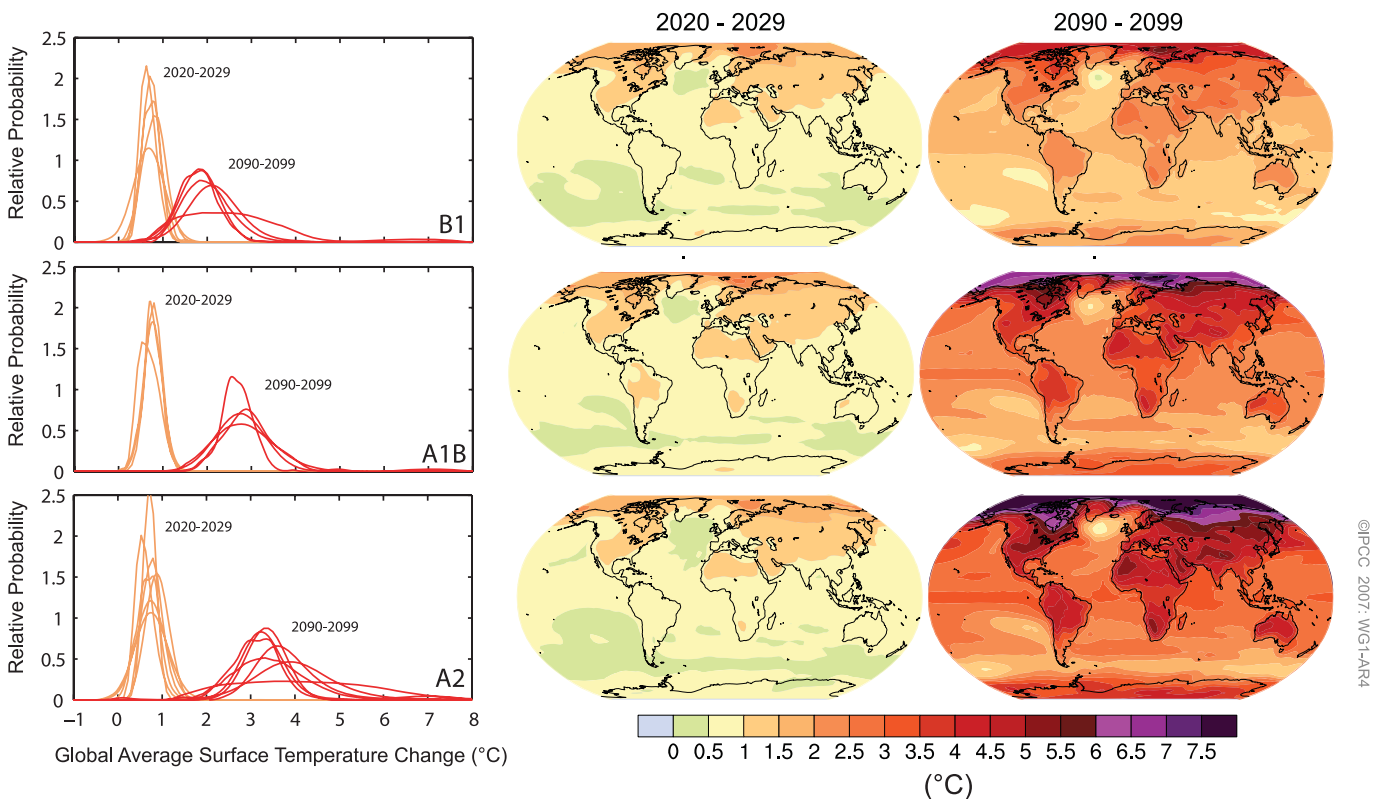 2020 - 2029
2090 - 2099
Relative Probability
2.5
2
1.5
1
0.5
0
2020-2029
2090-2099
B1
Relative Probability
2.5
2
1.5
1
0.5
0
2020-2029
2090-2099
A1B
Relative Probability
2.5
2
1.5
1
0.5
0
2020-2029
2090-2099
A2
−1 0 1 2 3 4 5 6 7 8
Global Average Surface Temperature Change (°C)
0 0.5 1 1.5 2 2.5 3 3.5 4 4.5 5 5.5 6 6.5 7 7.5
(°C)
©IPCC 2007: WG1-AR4